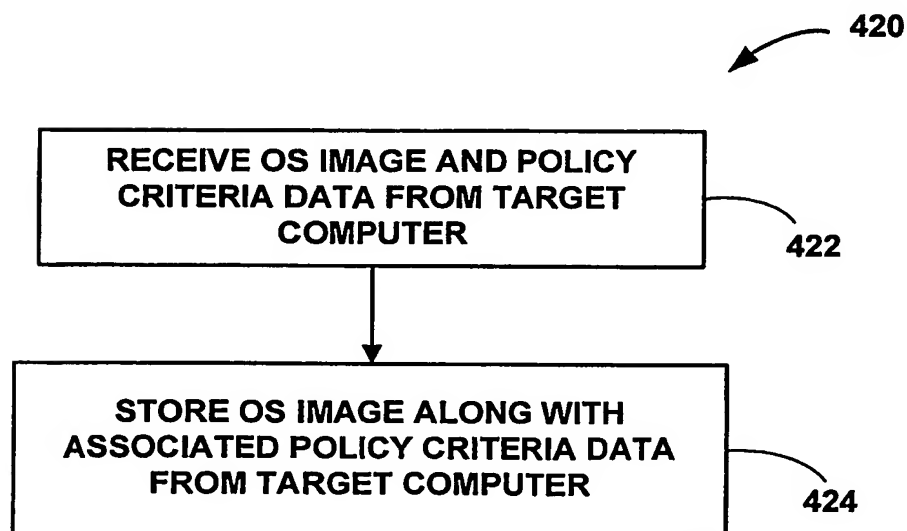 420
RECEIVE OS IMAGE AND POLICY
CRITERIA DATA FROM TARGET
COMPUTER
422
STORE OS IMAGE ALONG WITH
ASSOCIATED POLICY CRITERIA DATA
FROM TARGET COMPUTER
424